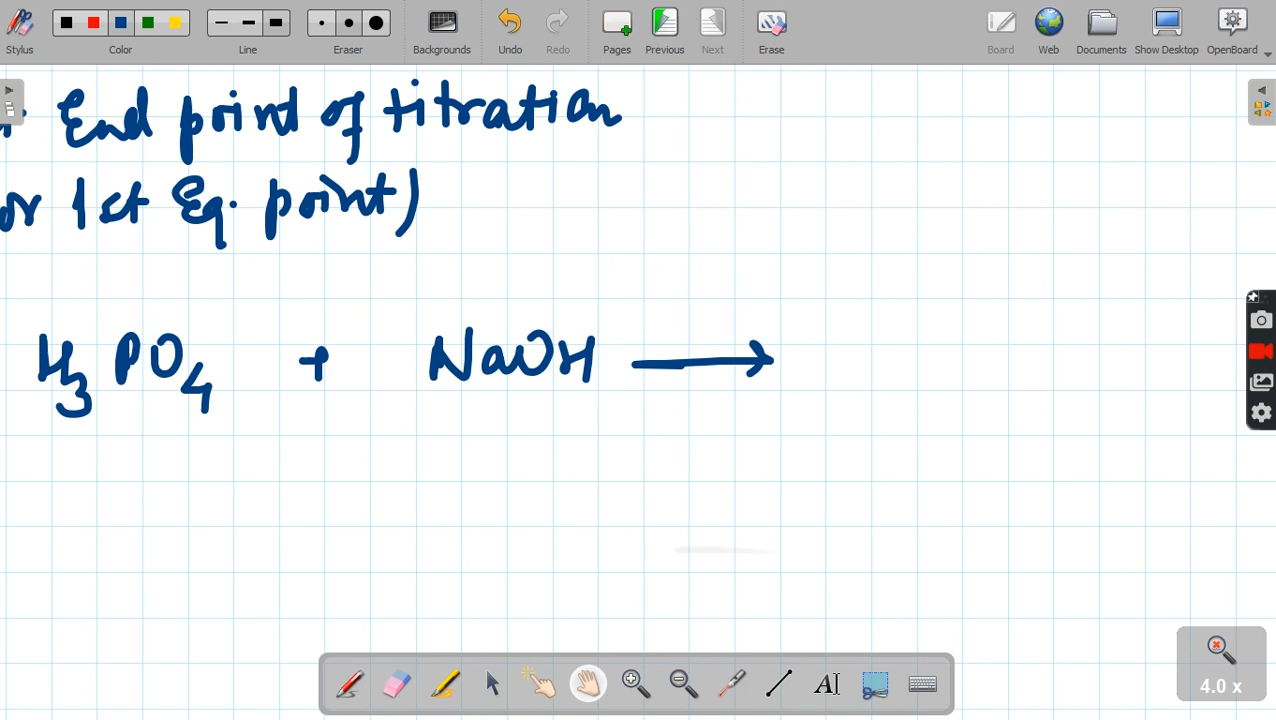 Stylus Color Line Eraser Backgrounds Undo Redo Pages Previous Next Erase Board Web Documents Show Desktop OpenBoard
End point of titration
or 1st Eq. point)
H3PO4 + NaOH ⟶
4.0 x